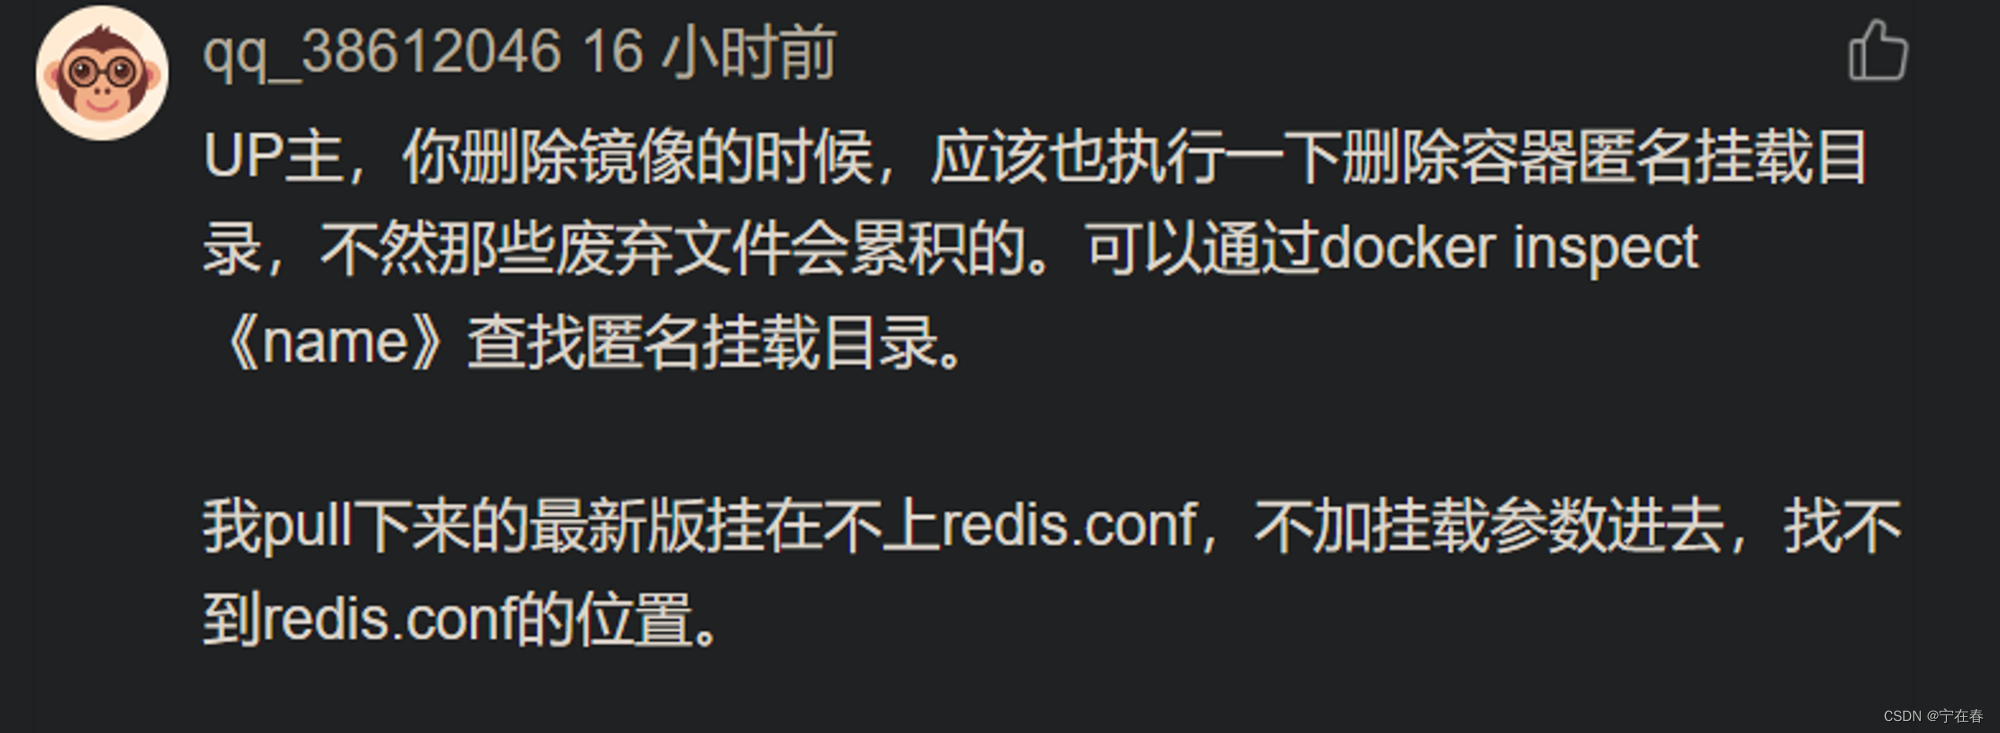 qq_38612046 16 小时前
UP主，你删除镜像的时候，应该也执行一下删除容器匿名挂载目
录，不然那些废弃文件会累积的。可以通过docker inspect
《name》查找匿名挂载目录。
我pull下来的最新版挂在不上redis.conf，不加挂载参数进去，找不
到redis.conf的位置。
CSDN @宁在春